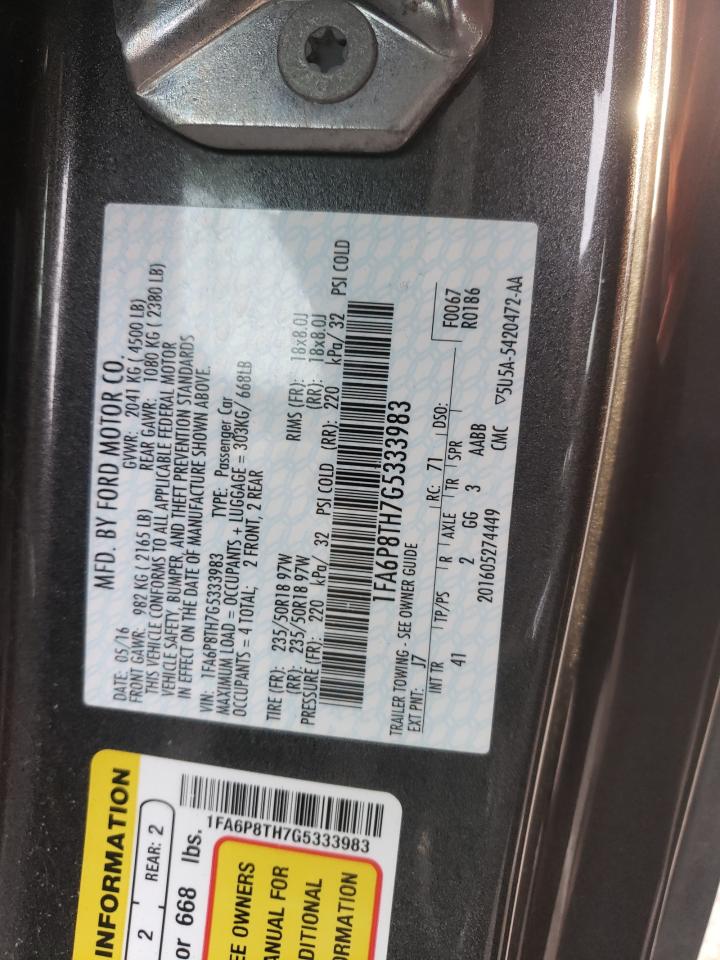 MFD. BY FORD MOTOR CO.
DATE: 05/16 GVWR: 2041 KG ( 4500 LB)
FRONT GAWR: 982 KG ( 2165 LB) REAR GAWR: 1080 KG ( 2380 LB)
THIS VEHICLE CONFORMS TO ALL APPLICABLE FEDERAL MOTOR
VEHICLE SAFETY, BUMPER, AND THEFT PREVENTION STANDARDS
IN EFFECT ON THE DATE OF MANUFACTURE SHOWN ABOVE.
VIN: 1FA6P8TH7G5333983 TYPE: Passenger Car
MAXIMUM LOAD = OCCUPANTS + LUGGAGE = 303KG/ 668LB
OCCUPANTS = 4 TOTAL; 2 FRONT, 2 REAR
TIRE (FR): 235/50R18 97W RIMS (FR): 18x8.0J
(RR): 235/50R18 97W (RR): 18x8.0J
PRESSURE (FR): 220 kPa/ 32 PSI COLD (RR): 220 kPa/ 32 PSI COLD
1FA6P8TH7G5333983
TRAILER TOWING - SEE OWNER GUIDE
EXT PNT: J7 RC: 71 DSO: F0067
R0186
INT TR TP/PS R AXLE TR SPR
41 2 GG 3 AABB
201605274449 CMC ▽5U5A-5420472-AA
INFORMATION
2 REAR: 2
or 668 lbs.
1FA6P8TH7G5333983
EE OWNERS
ANUAL FOR
DITIONAL
ORMATION